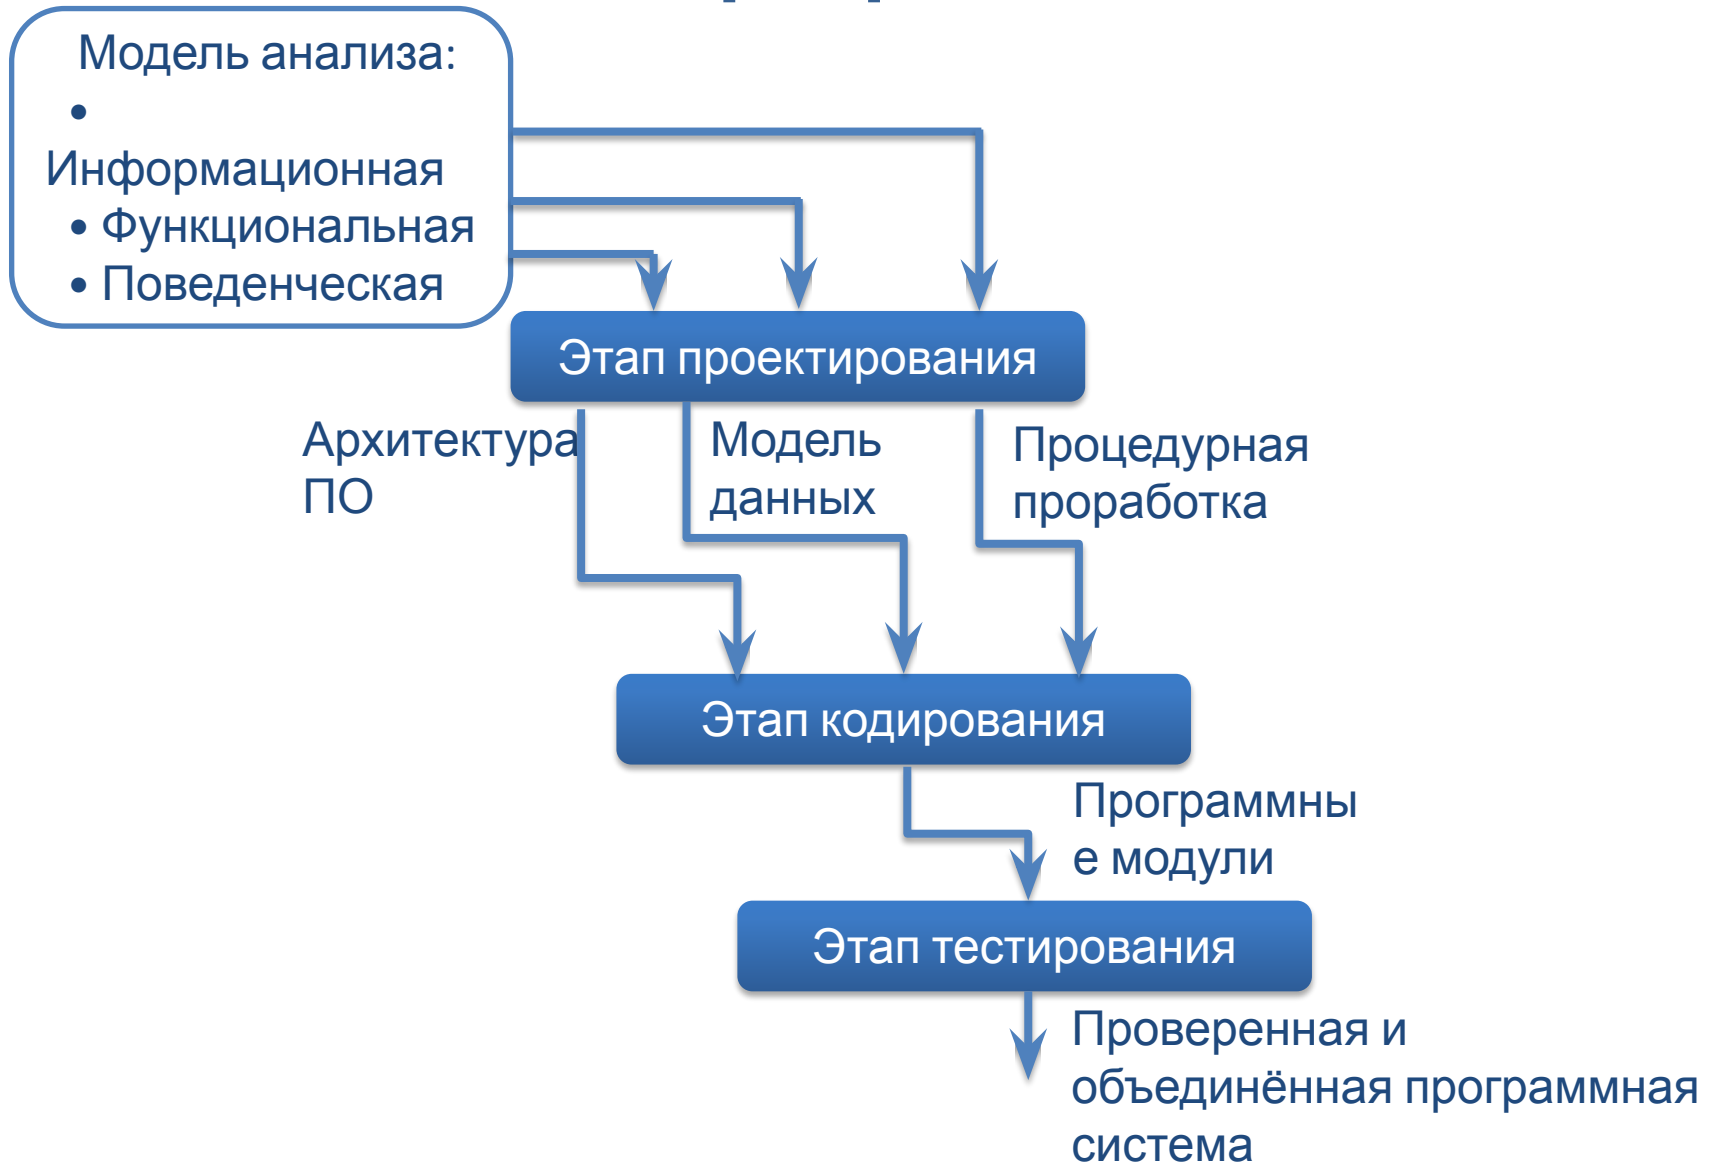 Модель анализа:
•
Информационная
• Функциональная
• Поведенческая
Этап проектирования
Архитектура
ПО
Модель
данных
Процедурная
проработка
Этап кодирования
Программны
е модули
Этап тестирования
Проверенная и
объединённая программная
система